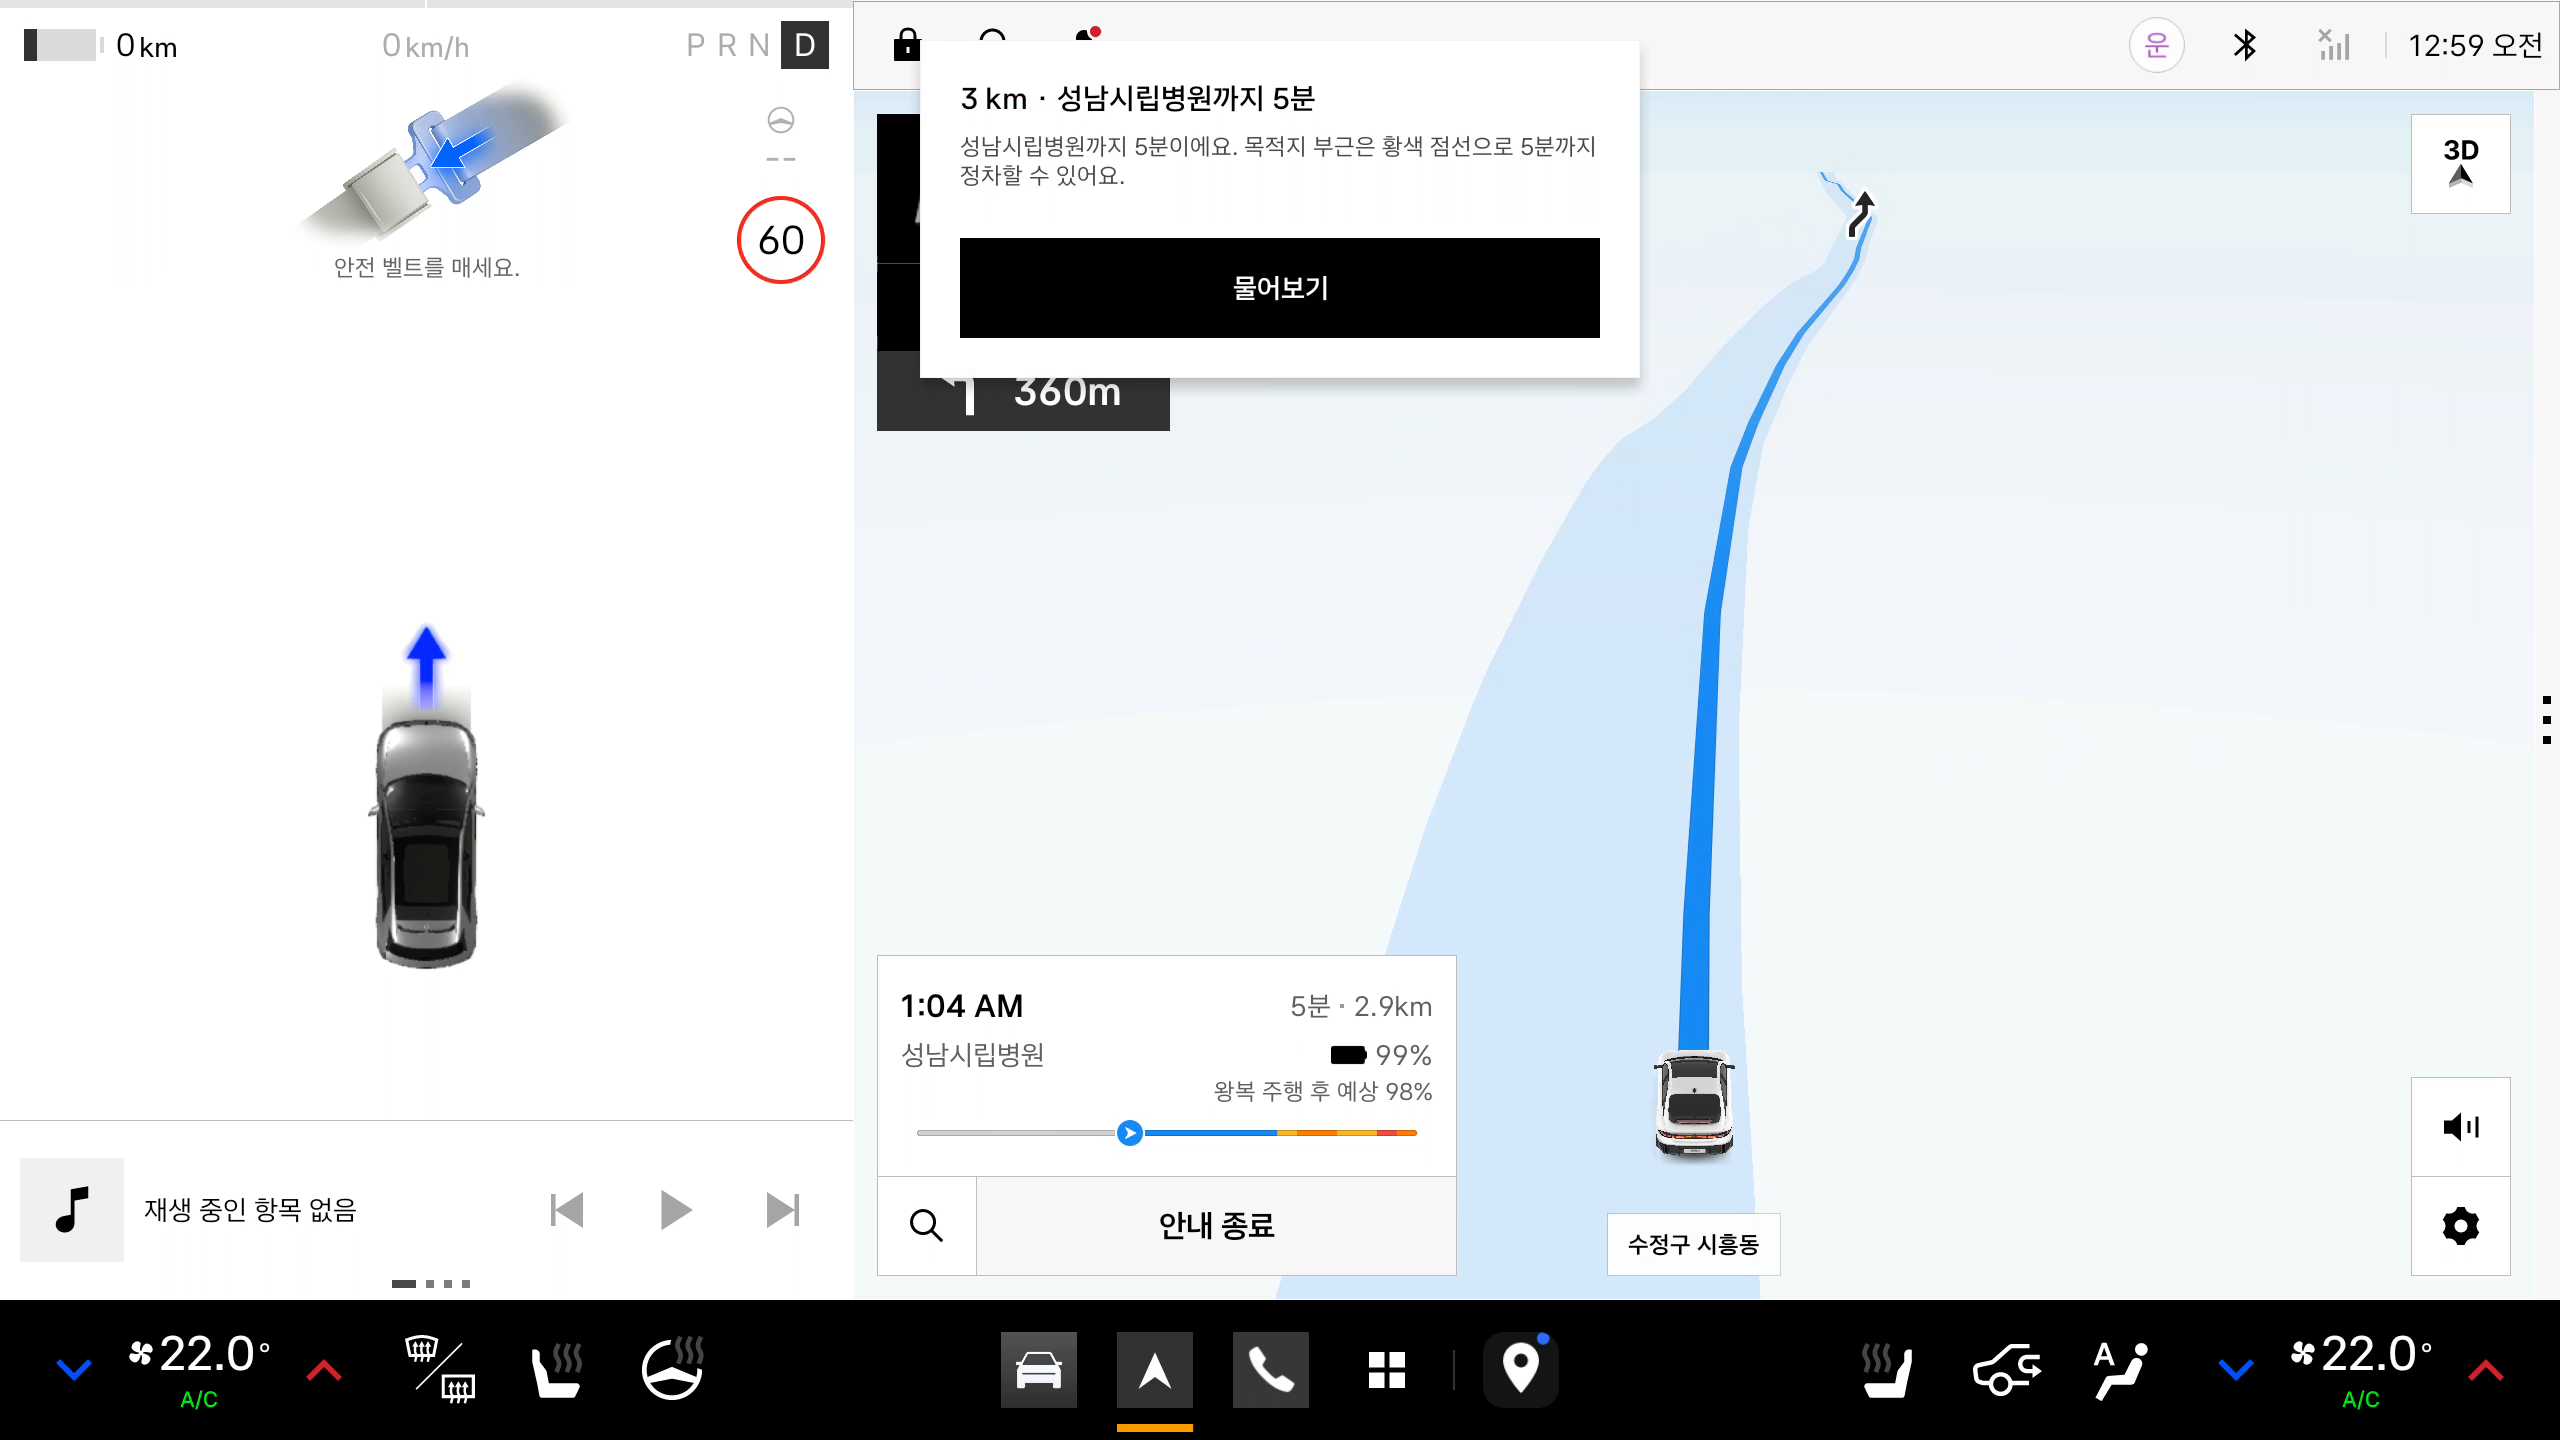 0 km
0 km/h
P R N D
안전 벨트를 매세요.
--
60
재생 중인 항목 없음
운
12:59 오전
3 km · 성남시립병원까지 5분
성남시립병원까지 5분이에요. 목적지 부근은 황색 점선으로 5분까지
정차할 수 있어요.
물어보기
360m
3D
1:04 AM
5분 · 2.9km
성남시립병원
99%
왕복 주행 후 예상 98%
안내 종료
수정구 시흥동
22.0°
A/C
A
22.0°
A/C